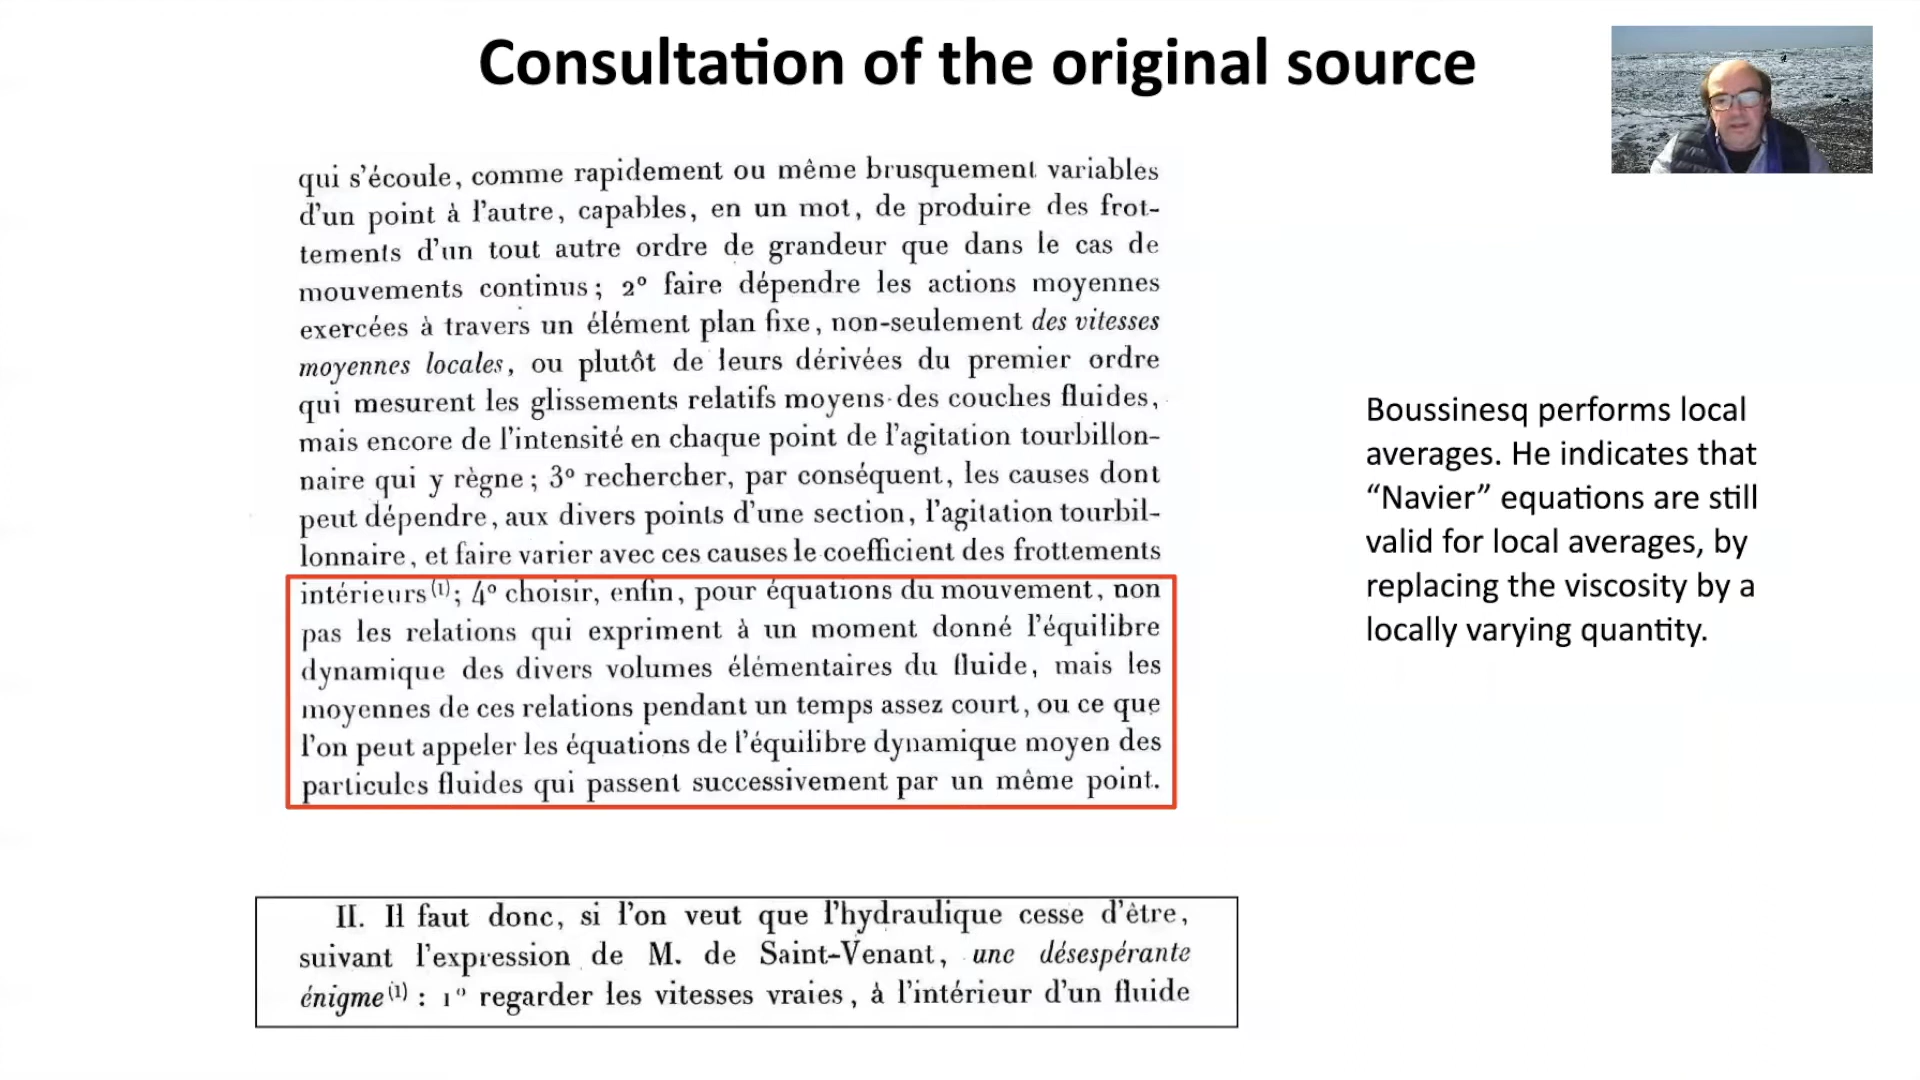 Consultation of the original source
qui s'écoule, comme rapidement ou même brusquement variables
d'un point à l'autre, capables, en un mot, de produire des frot-
tements d'un tout autre ordre de grandeur que dans le cas de
mouvements continus; 2° faire dépendre les actions moyennes
exercées à travers un élément plan fixe, non-seulement des vitesses
moyennes locales, ou plutôt de leurs dérivées du premier ordre
qui mesurent les glissements relatifs moyens des couches fluides,
mais encore de l'intensité en chaque point de l'agitation tourbillon-
naire qui y règne; 3° rechercher, par conséquent, les causes dont
peut dépendre, aux divers points d'une section, l'agitation tourbil-
lonnaire, et faire varier avec ces causes le coefficient des frottements
intérieurs (1); 4° choisir, enfin, pour équations du mouvement, non
pas les relations qui expriment à un moment donné l'équilibre
dynamique des divers volumes élémentaires du fluide, mais les
moyennes de ces relations pendant un temps assez court, ou ce que
l'on peut appeler les équations de l'équilibre dynamique moyen des
particules fluides qui passent successivement par un même point.
Boussinesq performs local
averages. He indicates that
“Navier” equations are still
valid for local averages, by
replacing the viscosity by a
locally varying quantity.
II. Il faut donc, si l'on veut que l'hydraulique cesse d'être,
suivant l'expression de M. de Saint-Venant, une désespérante
énigme (1) : 1° regarder les vitesses vraies, à l'intérieur d'un fluide